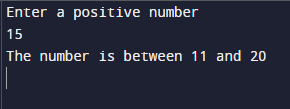 Enter a positive number
15
The number is between 11 and 20